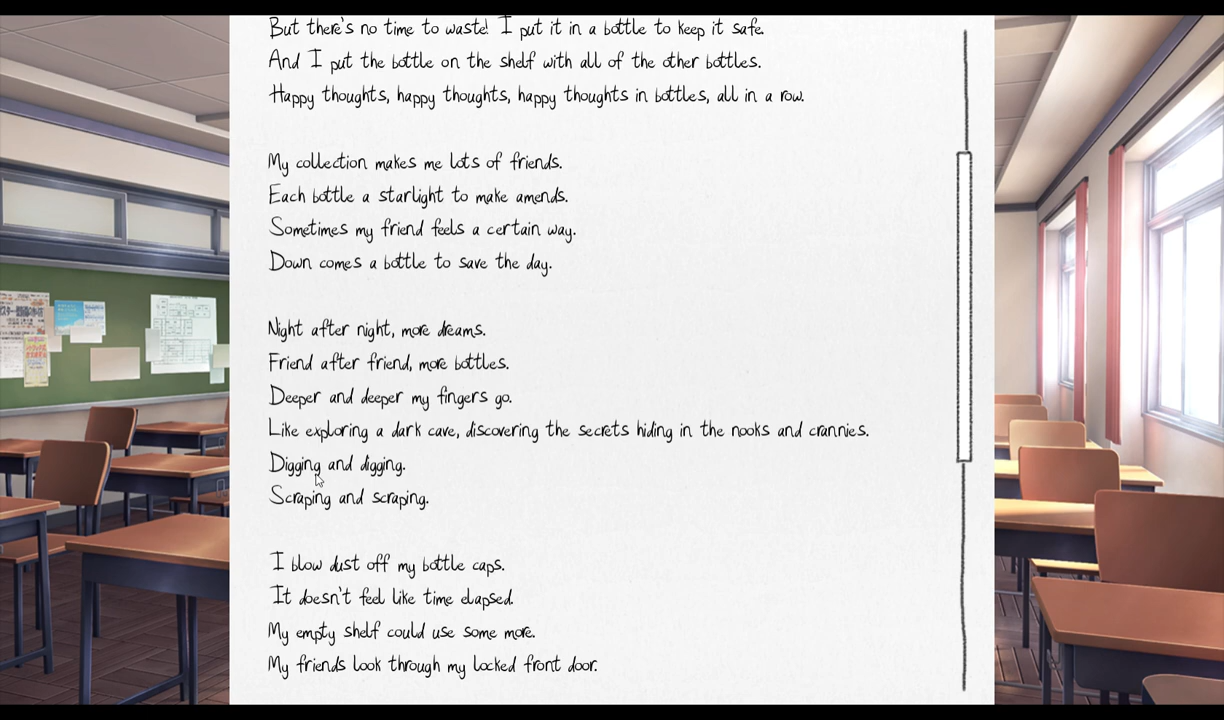 But there's no time to waste! I put it in a bottle to keep it safe.
And I put the bottle on the shelf with all of the other bottles.
Happy thoughts, happy thoughts, happy thoughts in bottles, all in a row.
My collection makes me lots of friends.
Each bottle a starlight to make amends.
Sometimes my friend feels a certain way.
Down comes a bottle to save the day.
Night after night, more dreams.
Friend after friend, more bottles.
Deeper and deeper my fingers go.
Like exploring a dark cave, discovering the secrets hiding in the nooks and crannies.
Digging and digging.
Scraping and scraping.
I blow dust off my bottle caps.
It doesn't feel like time elapsed.
My empty shelf could use some more.
My friends look through my locked front door.